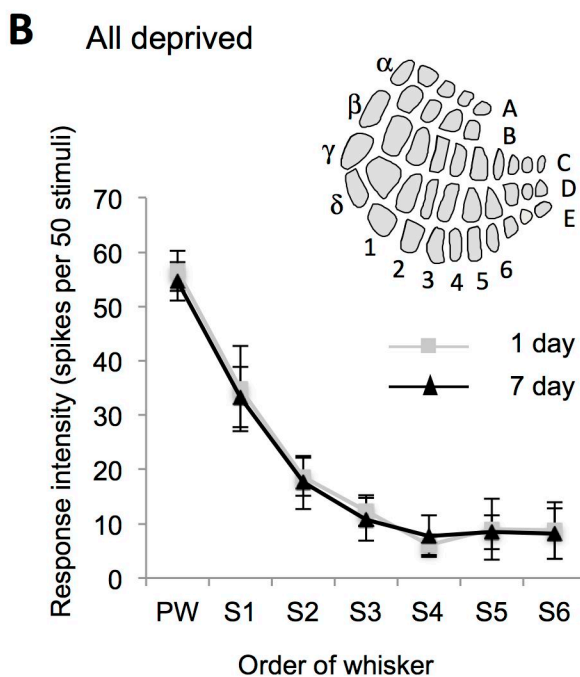 B
All deprived
α
β
γ
δ
A
B
C
D
E
1
2
3
4
5
6
1 day
7 day
Response intensity (spikes per 50 stimuli)
70
60
50
40
30
20
10
0
PW S1 S2 S3 S4 S5 S6
Order of whisker